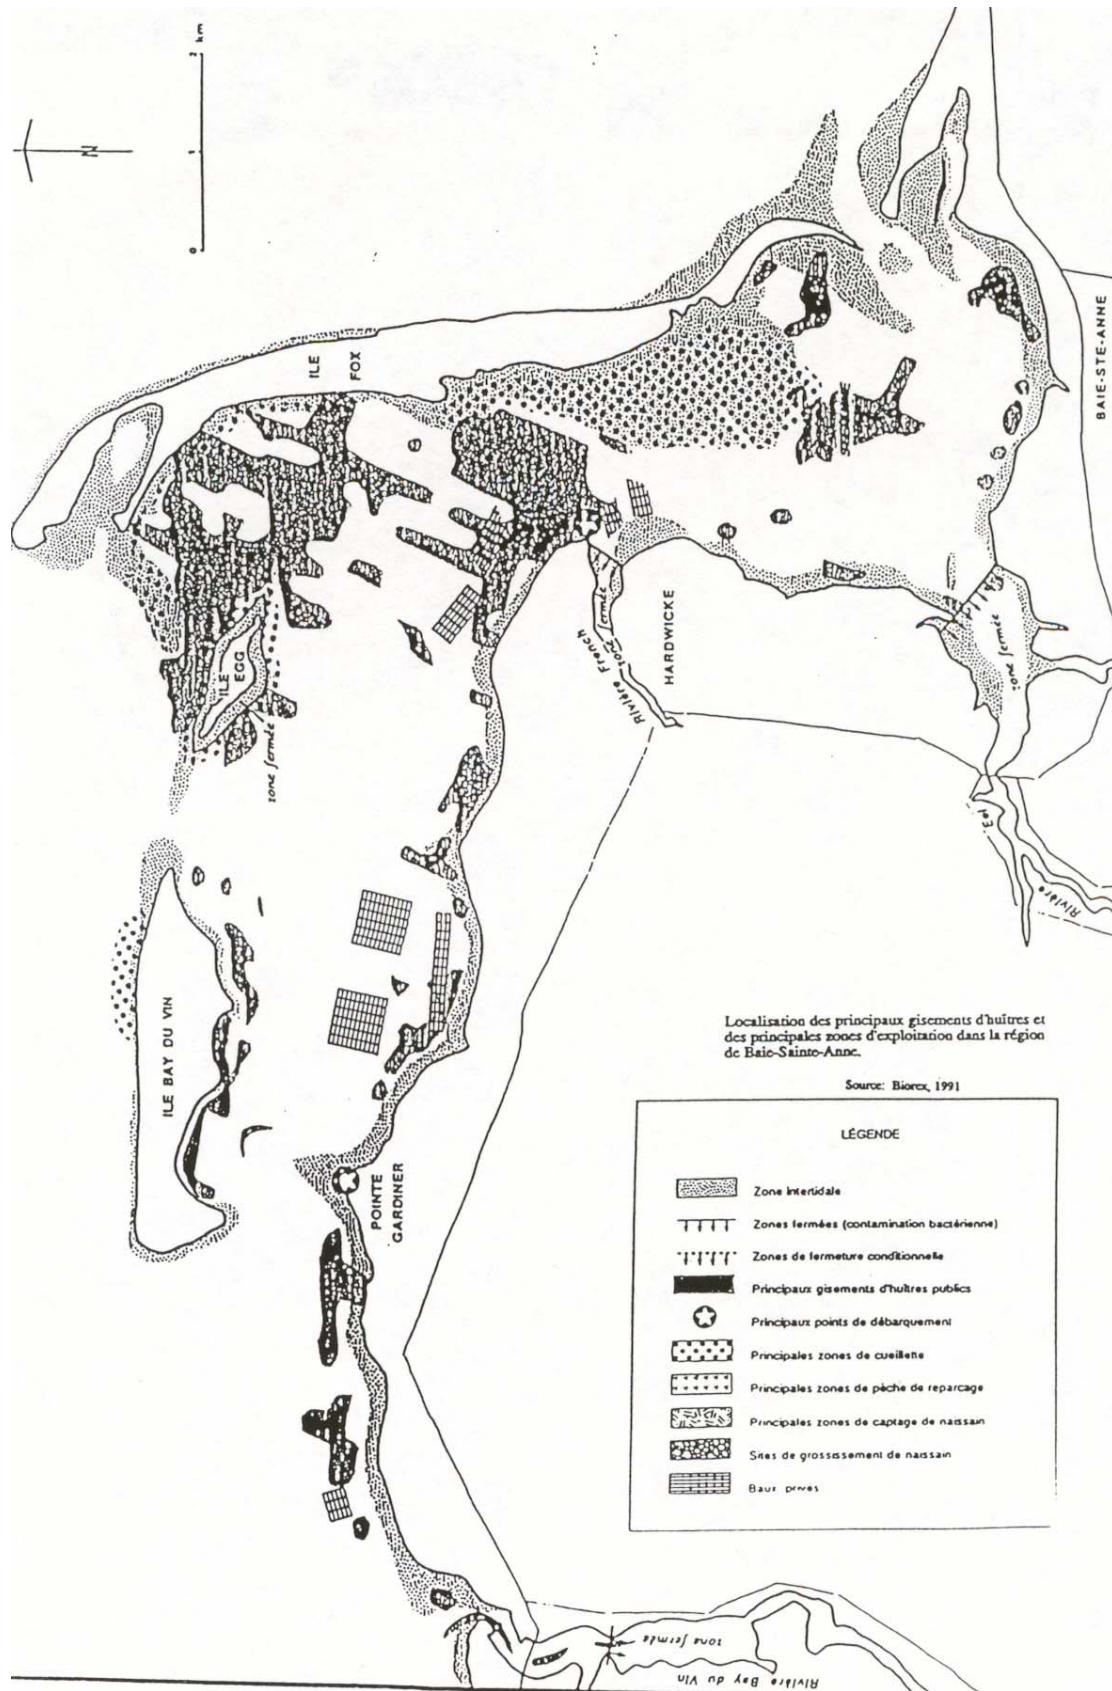 2
km
1
0
N
ILE
FOX
BAIE-STE-ANNE
ILE
EGG
zone fermée
Rivière French
zone fermée
HARDWICKE
zone fermée
Rivière
Eel
ILE BAY DU VIN
POINTE
GARDINER
Localisation des principaux gisements d'huîtres et
des principales zones d'exploitation dans la région
de Baie-Sainte-Anne.
Source: Biorex, 1991
LÉGENDE
Zone intertidale
Zones fermées (contamination bactérienne)
Zones de fermeture conditionnelle
Principaux gisements d'huîtres publics
Principaux points de débarquement
Principales zones de cueillette
Principales zones de pêche de reparcage
Principales zones de captage de naissain
Sites de grossissement de naissain
Baux privés
zone fermée
Rivière Bay du Vin